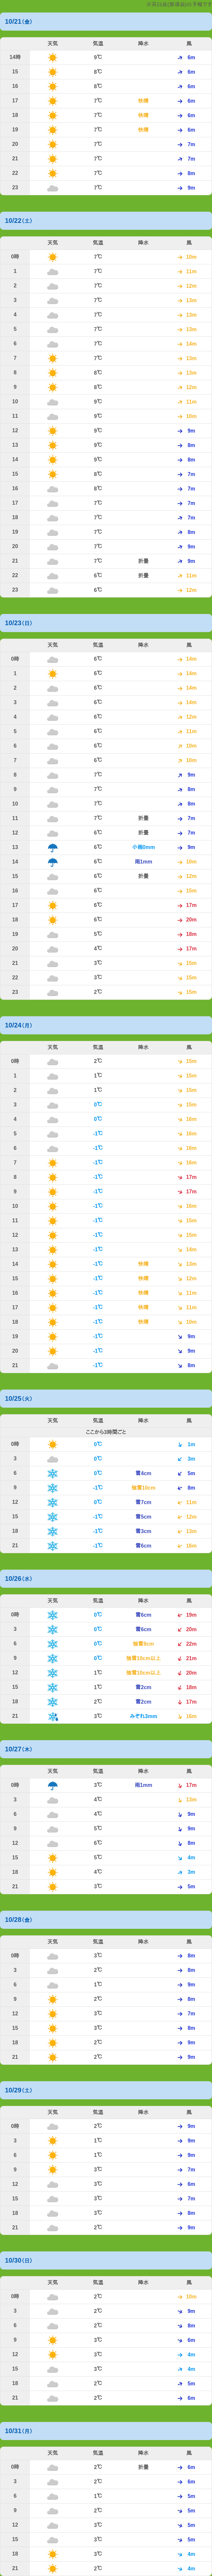 10/21(金)
天気 気温 降水 風
14時 9℃ 6m
15 8℃ 6m
16 8℃ 6m
17 7℃ 快晴 6m
18 7℃ 快晴 6m
19 7℃ 快晴 6m
20 7℃ 7m
21 7℃ 7m
22 7℃ 8m
23 7℃ 9m
10/22(土)
天気 気温 降水 風
0時 7℃ 10m
1 7℃ 11m
2 7℃ 12m
3 7℃ 13m
4 7℃ 13m
5 7℃ 13m
6 7℃ 14m
7 7℃ 13m
8 8℃ 13m
9 8℃ 12m
10 9℃ 11m
11 9℃ 10m
12 9℃ 9m
13 9℃ 8m
14 9℃ 8m
15 8℃ 7m
16 8℃ 7m
17 7℃ 7m
18 7℃ 7m
19 7℃ 8m
20 7℃ 9m
21 7℃ 折曇 9m
22 6℃ 折曇 11m
23 6℃ 12m
10/23(日)
天気 気温 降水 風
0時 6℃ 14m
1 6℃ 14m
2 6℃ 14m
3 6℃ 14m
4 6℃ 12m
5 6℃ 11m
6 6℃ 10m
7 6℃ 10m
8 7℃ 9m
9 7℃ 8m
10 7℃ 8m
11 7℃ 折曇 7m
12 6℃ 折曇 7m
13 6℃ 小雨0mm 9m
14 6℃ 雨1mm 10m
15 6℃ 折曇 12m
16 6℃ 15m
17 6℃ 17m
18 6℃ 20m
19 5℃ 18m
20 4℃ 17m
21 3℃ 15m
22 3℃ 15m
23 2℃ 15m
10/24(月)
天気 気温 降水 風
0時 2℃ 15m
1 1℃ 15m
2 1℃ 15m
3 0℃ 15m
4 0℃ 16m
5 -1℃ 16m
6 -1℃ 16m
7 -1℃ 16m
8 -1℃ 17m
9 -1℃ 17m
10 -1℃ 16m
11 -1℃ 15m
12 -1℃ 15m
13 -1℃ 14m
14 -1℃ 快晴 13m
15 -1℃ 快晴 12m
16 -1℃ 快晴 11m
17 -1℃ 快晴 11m
18 -1℃ 快晴 10m
19 -1℃ 9m
20 -1℃ 9m
21 -1℃ 8m
10/25(火)
天気 気温 降水 風
ここから3時間ごと
0時 0℃ 1m
3 0℃ 3m
6 0℃ 雪4cm 5m
9 -1℃ 強雪10cm 8m
12 0℃ 雪7cm 11m
15 -1℃ 雪5cm 12m
18 -1℃ 雪3cm 13m
21 -1℃ 雪6cm 16m
10/26(水)
天気 気温 降水 風
0時 0℃ 雪6cm 19m
3 0℃ 雪6cm 20m
6 0℃ 強雪9cm 22m
9 0℃ 強雪10cm以上 21m
12 1℃ 強雪10cm以上 20m
15 1℃ 雪2cm 18m
18 2℃ 雪2cm 17m
21 3℃ みぞれ3mm 16m
10/27(木)
天気 気温 降水 風
0時 3℃ 雨1mm 17m
3 4℃ 13m
6 4℃ 9m
9 5℃ 9m
12 6℃ 8m
15 5℃ 4m
18 4℃ 3m
21 3℃ 5m
10/28(金)
天気 気温 降水 風
0時 3℃ 8m
3 2℃ 8m
6 1℃ 9m
9 2℃ 8m
12 3℃ 7m
15 3℃ 8m
18 2℃ 9m
21 2℃ 9m
10/29(土)
天気 気温 降水 風
0時 2℃ 9m
3 1℃ 9m
6 1℃ 9m
9 3℃ 7m
12 3℃ 6m
15 3℃ 7m
18 3℃ 8m
21 2℃ 9m
10/30(日)
天気 気温 降水 風
0時 2℃ 10m
3 2℃ 9m
6 2℃ 8m
9 3℃ 6m
12 3℃ 4m
15 3℃ 4m
18 2℃ 5m
21 2℃ 6m
10/31(月)
天気 気温 降水 風
0時 2℃ 折曇 6m
3 2℃ 6m
6 1℃ 5m
9 2℃ 5m
12 3℃ 5m
15 3℃ 5m
18 3℃ 4m
21 2℃ 4m